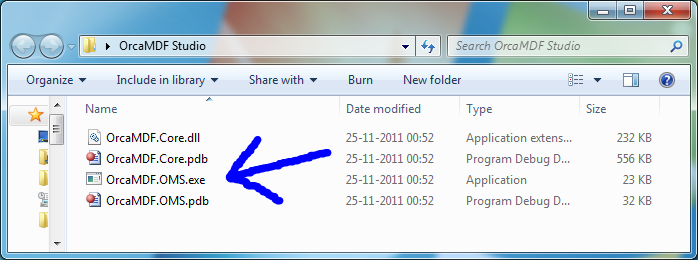 OrcaMDF Studio
Search OrcaMDF Studio
Organize Include in library Share with Burn New folder
Name Date modified Type Size
OrcaMDF.Core.dll 25-11-2011 00:52 Application extens... 232 KB
OrcaMDF.Core.pdb 25-11-2011 00:52 Program Debug D... 556 KB
OrcaMDF.OMS.exe 25-11-2011 00:52 Application 23 KB
OrcaMDF.OMS.pdb 25-11-2011 00:52 Program Debug D... 32 KB